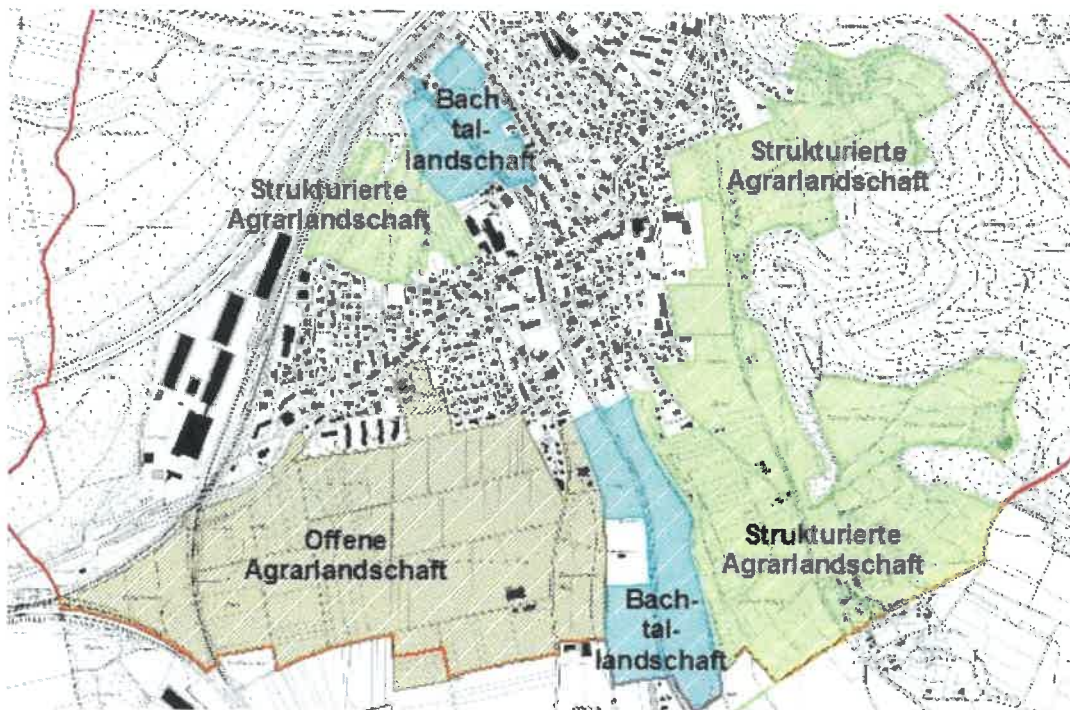 Bach
tal-
landschaft
Strukturierte
Agrarlandschaft
Strukturierte
Agrarlandschaft
Offene
Agrarlandschaft
Strukturierte
Agrarlandschaft
Bach-
tal-
landschaft